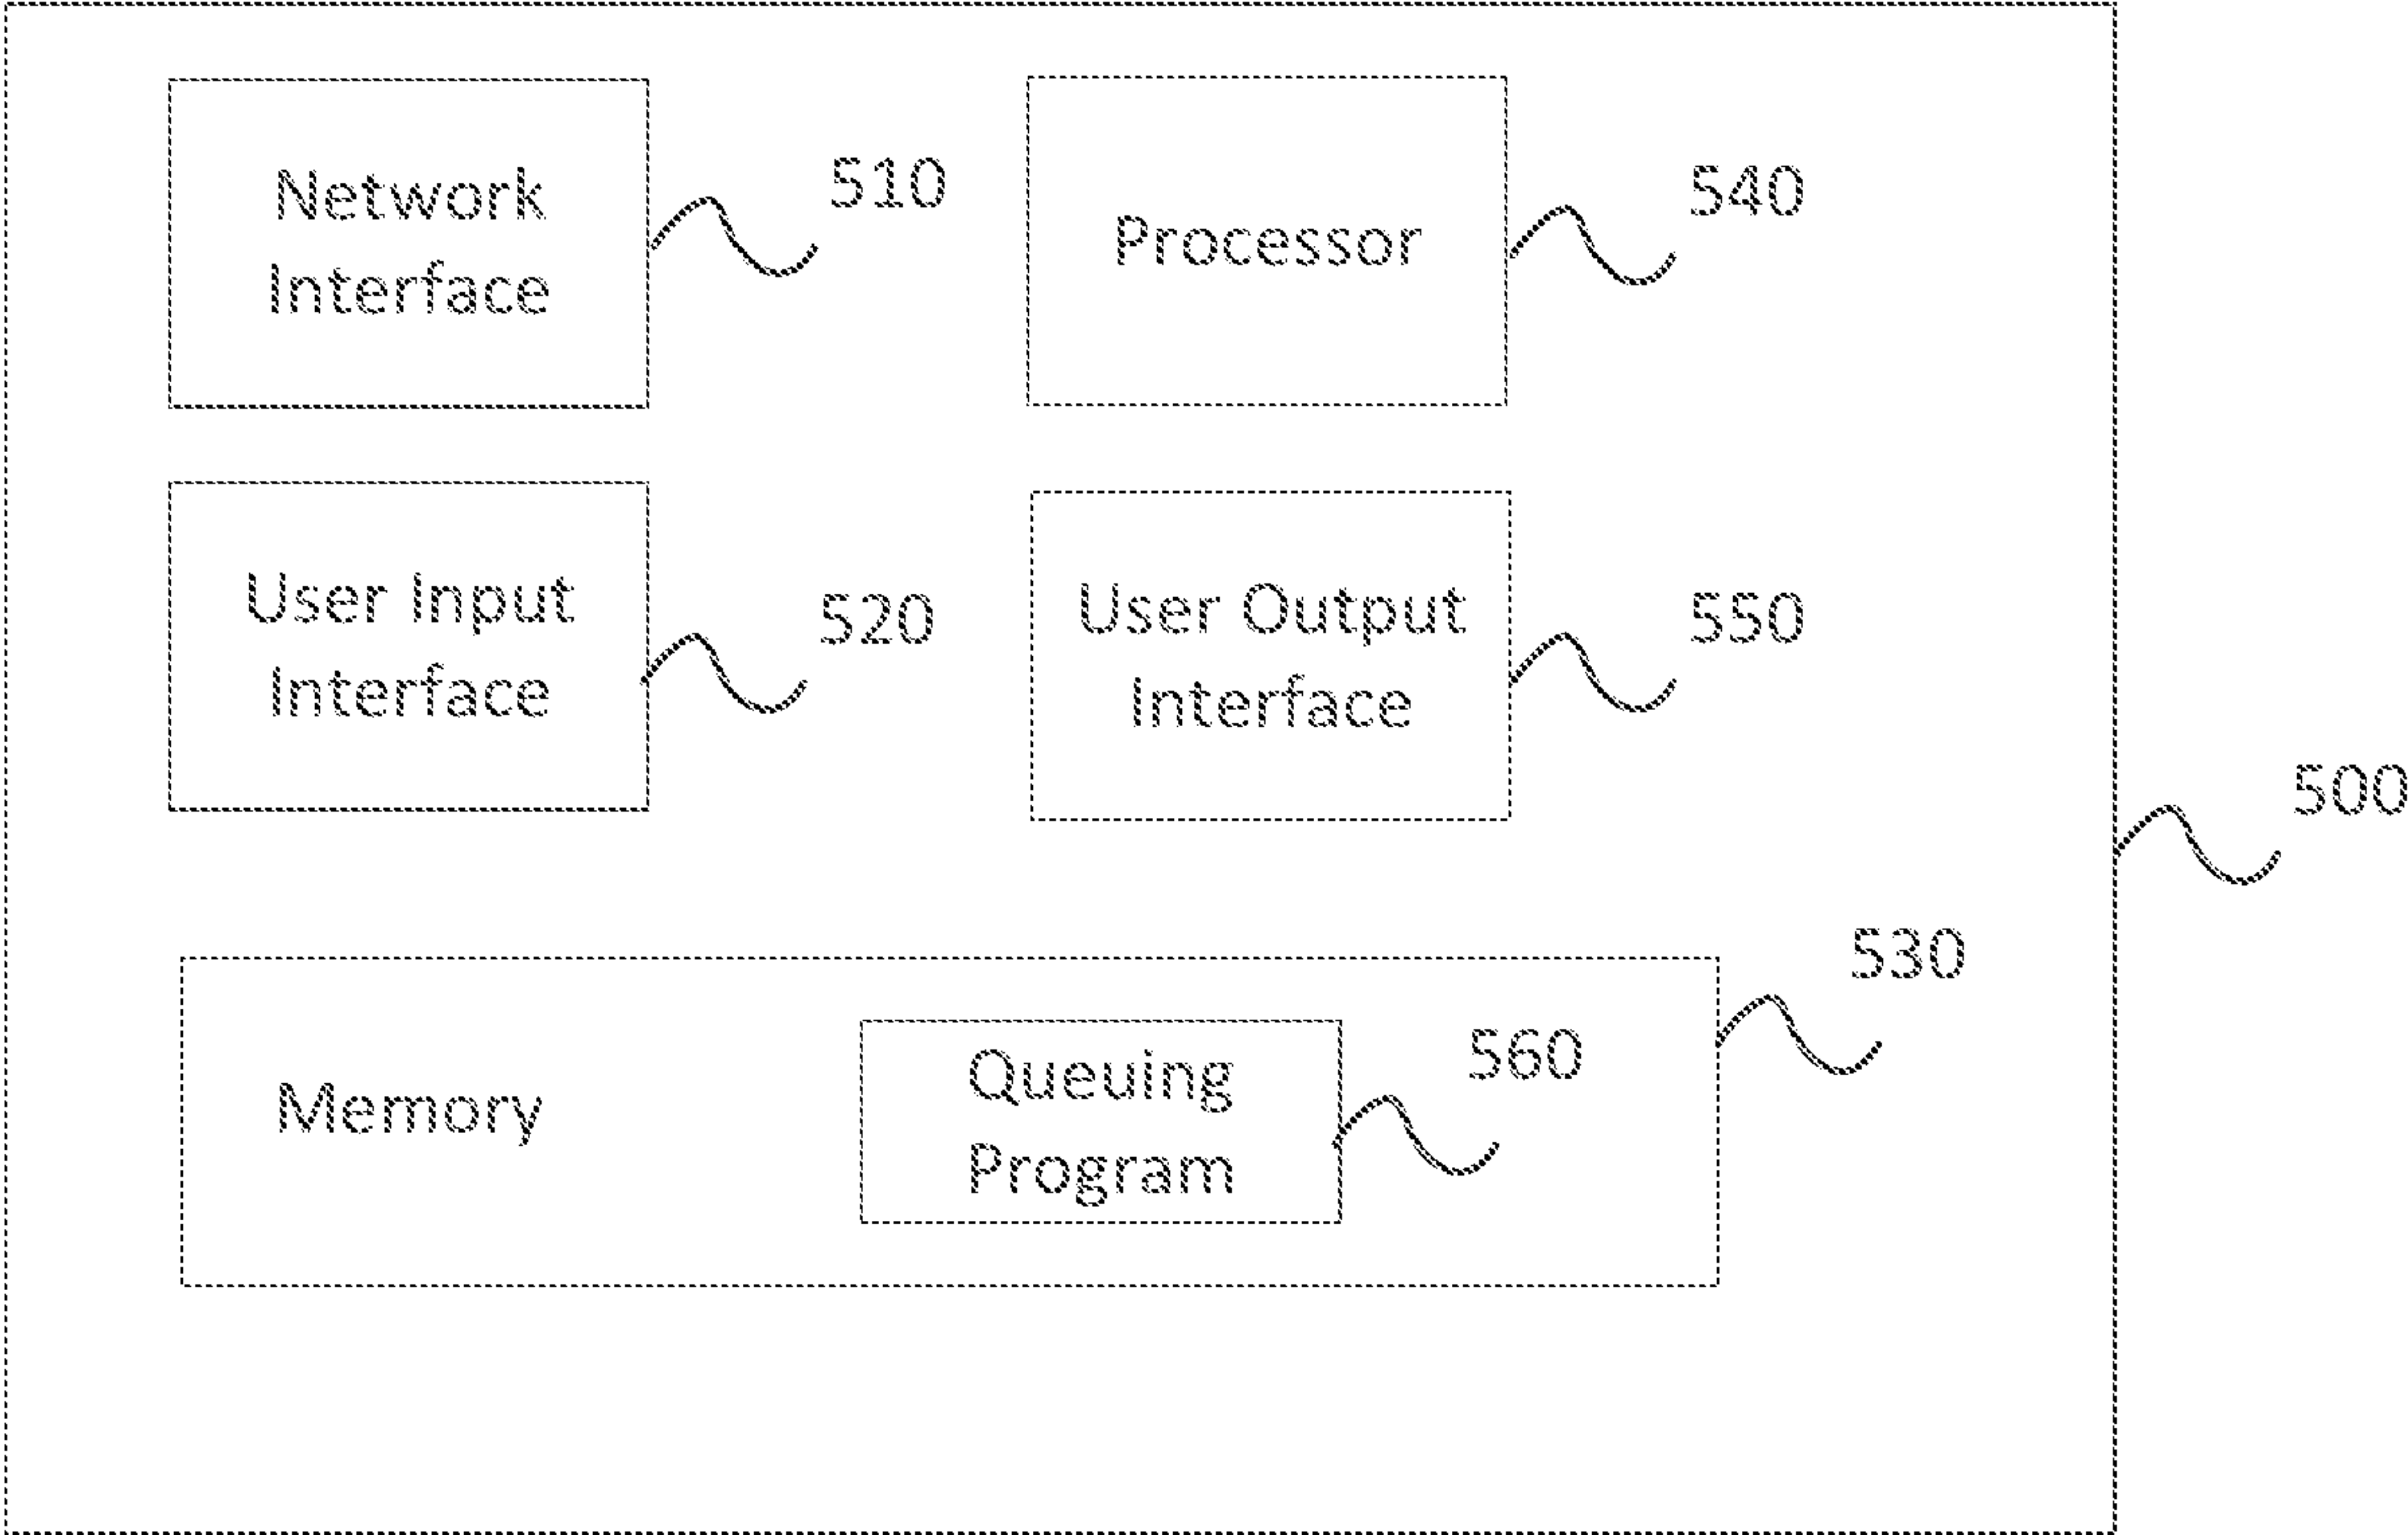 Network
Interface
510
Processor
540
User Input
Interface
520
User Output
Interface
550
500
530
Memory
Queuing
Program
560